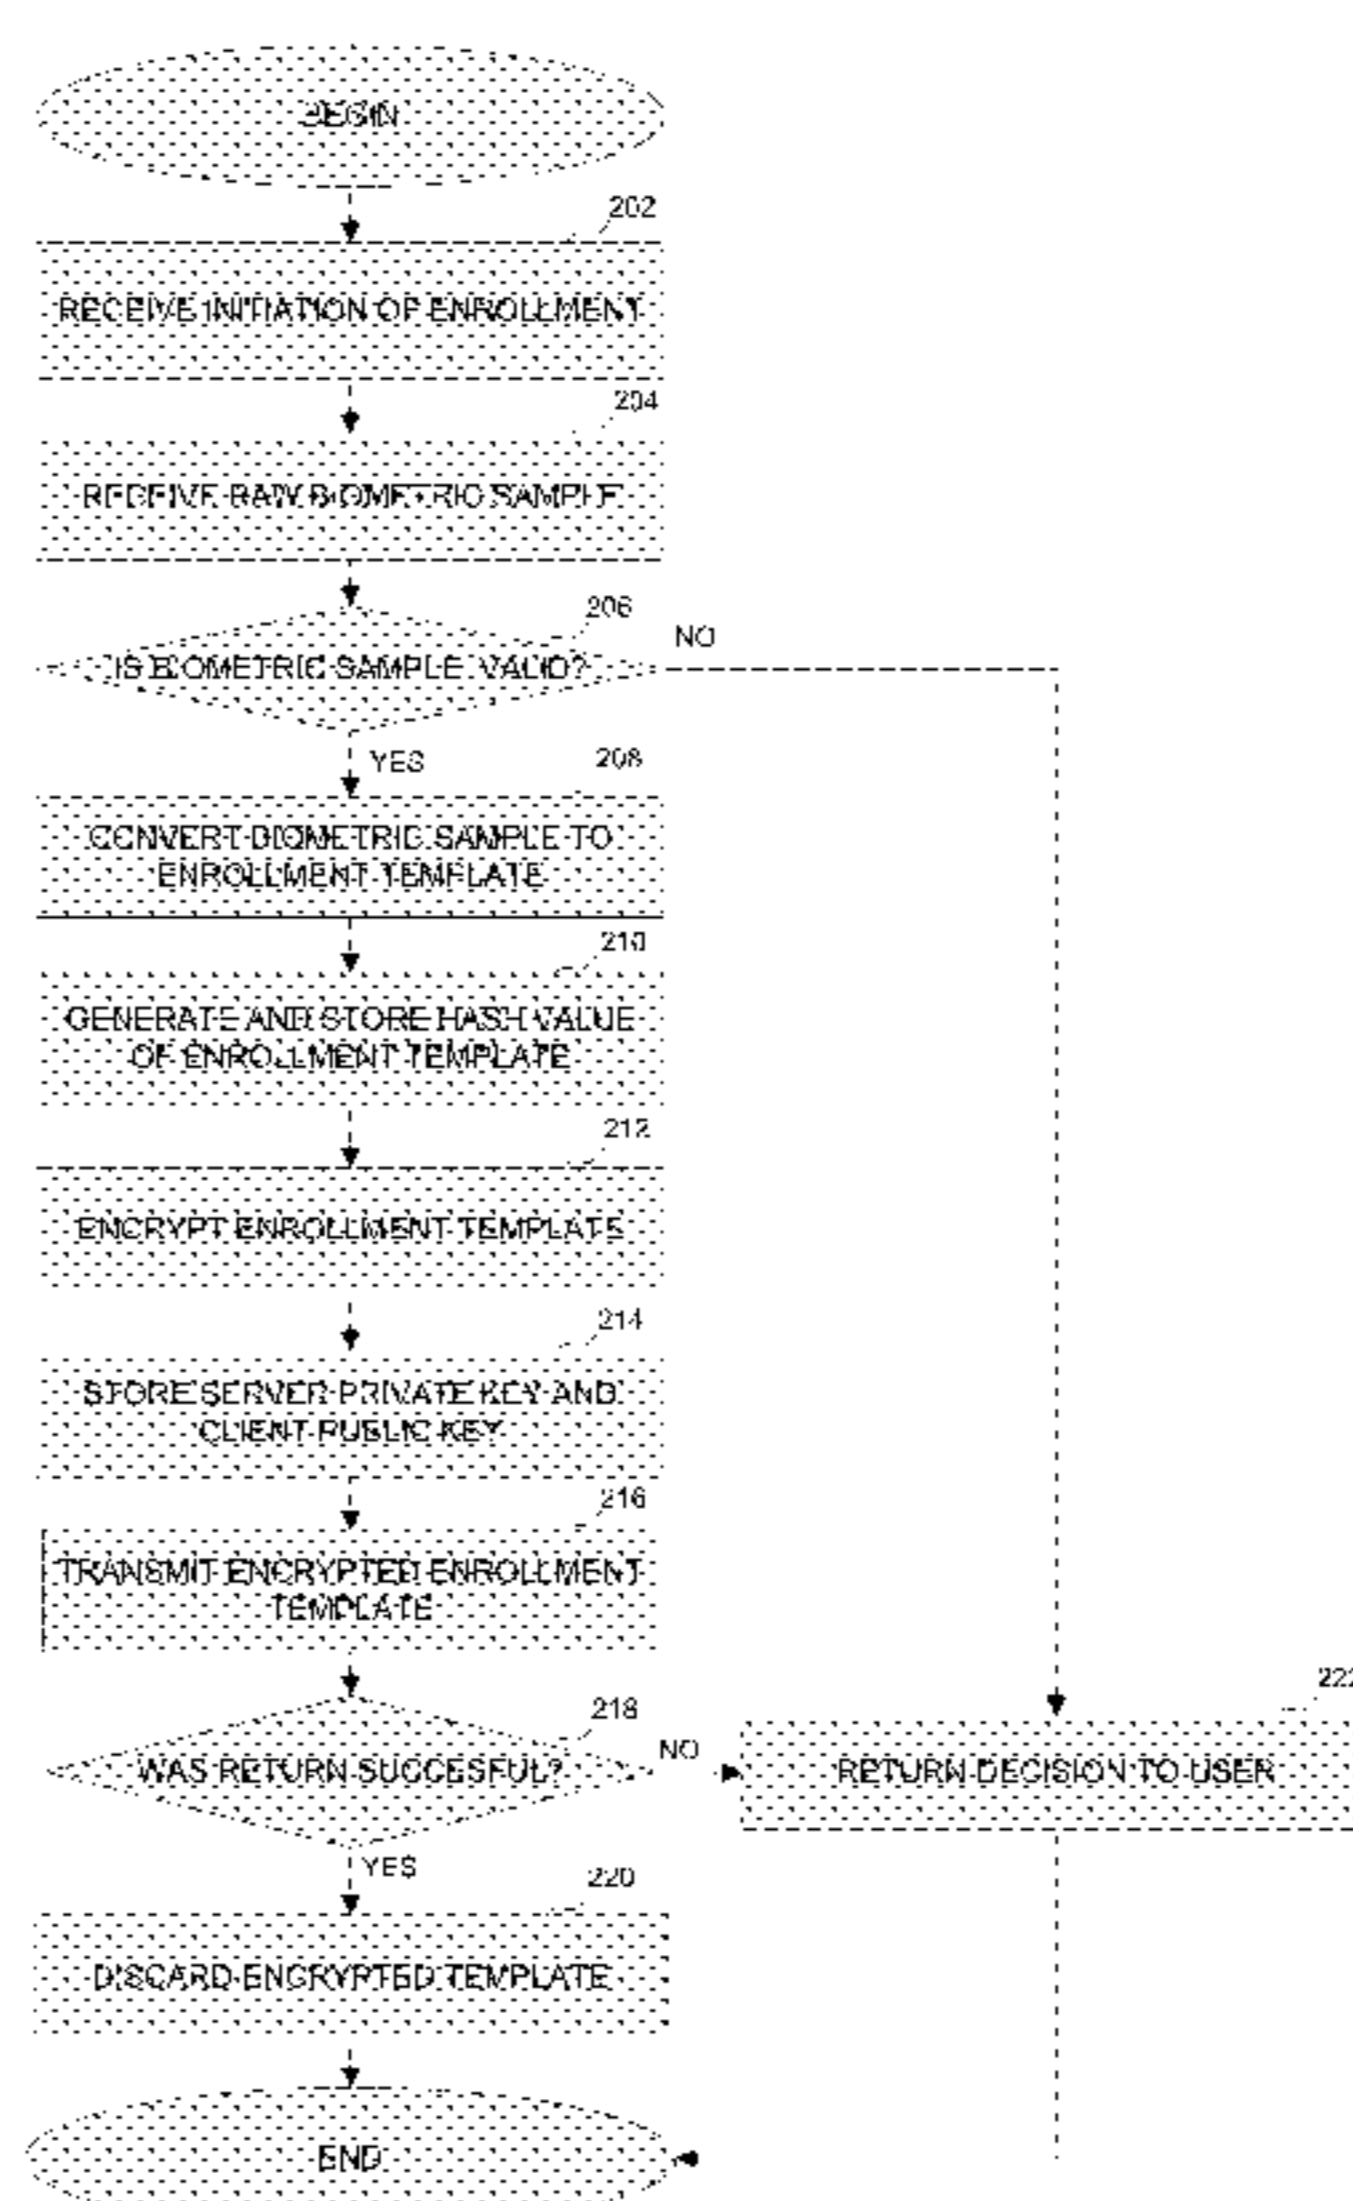 BEGIN
202
RECEIVE INITIATION OF ENROLLMENT
204
RECEIVE RAW BIOMETRIC SAMPLE
206
IS BIOMETRIC SAMPLE VALID?
NO
YES
208
CONVERT BIOMETRIC SAMPLE TO
ENROLLMENT TEMPLATE
210
GENERATE AND STORE HASH VALUE
OF ENROLLMENT TEMPLATE
212
ENCRYPT ENROLLMENT TEMPLATE
214
STORE SERVER PRIVATE KEY AND
CLIENT PUBLIC KEY
216
TRANSMIT ENCRYPTED ENROLLMENT
TEMPLATE
218
WAS RETURN SUCCESFUL?
NO
222
RETURN DECISION TO USER
YES
220
DISCARD ENCRYPTED TEMPLATE
END